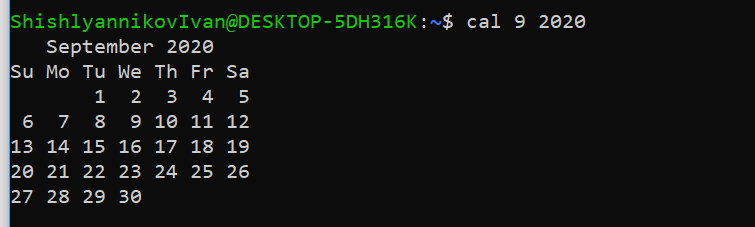 ShishlyannikovIvan@DESKTOP-5DH316K:~$ cal 9 2020
   September 2020
Su Mo Tu We Th Fr Sa
       1  2  3  4  5
 6  7  8  9 10 11 12
13 14 15 16 17 18 19
20 21 22 23 24 25 26
27 28 29 30